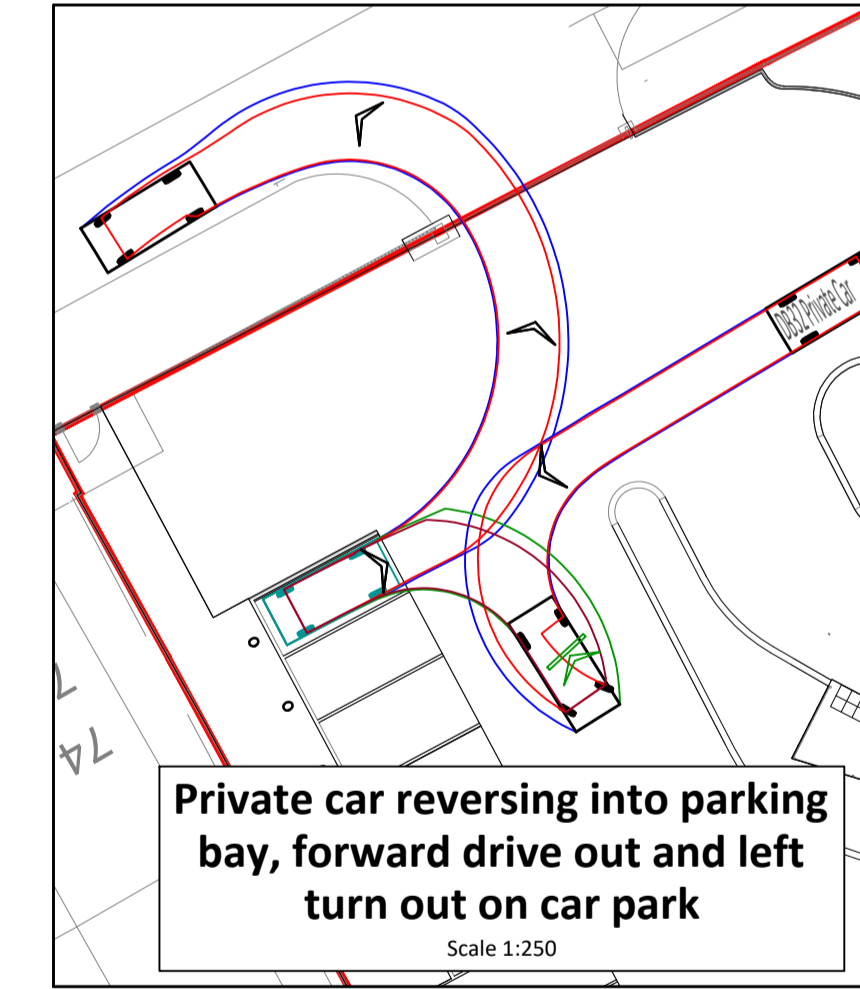 DB32 Private Car
74
Private car reversing into parking
bay, forward drive out and left
turn out on car park
Scale 1:250